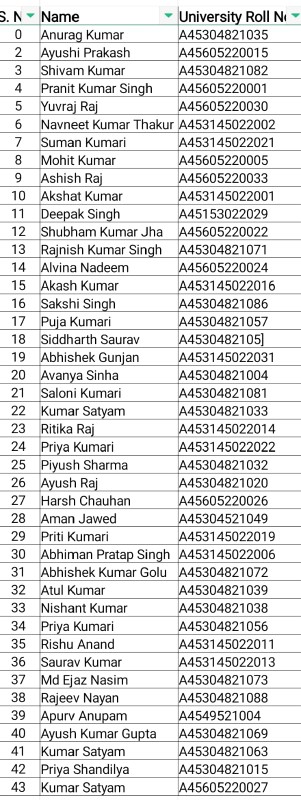 S. N Name University Roll No
0 Anurag Kumar A45304821035
2 Ayushi Prakash A45605220015
3 Shivam Kumar A45304821082
4 Pranit Kumar Singh A45605220001
5 Yuvraj Raj A45605220030
6 Navneet Kumar Thakur A453145022002
7 Suman Kumari A453145022021
8 Mohit Kumar A45605220005
9 Ashish Raj A45605220033
10 Akshat Kumar A453145022001
11 Deepak Singh A45153022029
12 Shubham Kumar Jha A45605220022
13 Rajnish Kumar Singh A45304821071
14 Alvina Nadeem A45605220024
15 Akash Kumar A453145022016
16 Sakshi Singh A45304821086
17 Puja Kumari A45304821057
18 Siddharth Saurav A4530482105]
19 Abhishek Gunjan A453145022031
20 Avanya Sinha A45304821004
21 Saloni Kumari A45304821081
22 Kumar Satyam A45304821033
23 Ritika Raj A453145022014
24 Priya Kumari A453145022022
25 Piyush Sharma A45304821032
26 Ayush Raj A45304821020
27 Harsh Chauhan A45605220026
28 Aman Jawed A45304521049
29 Priti Kumari A453145022019
30 Abhiman Pratap Singh A453145022006
31 Abhishek Kumar Golu A45304821072
32 Atul Kumar A45304821039
33 Nishant Kumar A45304821038
34 Priya Kumari A45304821056
35 Rishu Anand A453145022011
36 Saurav Kumar A453145022013
37 Md Ejaz Nasim A45304821073
38 Rajeev Nayan A45304821088
39 Apurv Anupam A4549521004
40 Ayush Kumar Gupta A45304821069
41 Kumar Satyam A45304821063
42 Priya Shandilya A45304821015
43 Kumar Satyam A45605220027